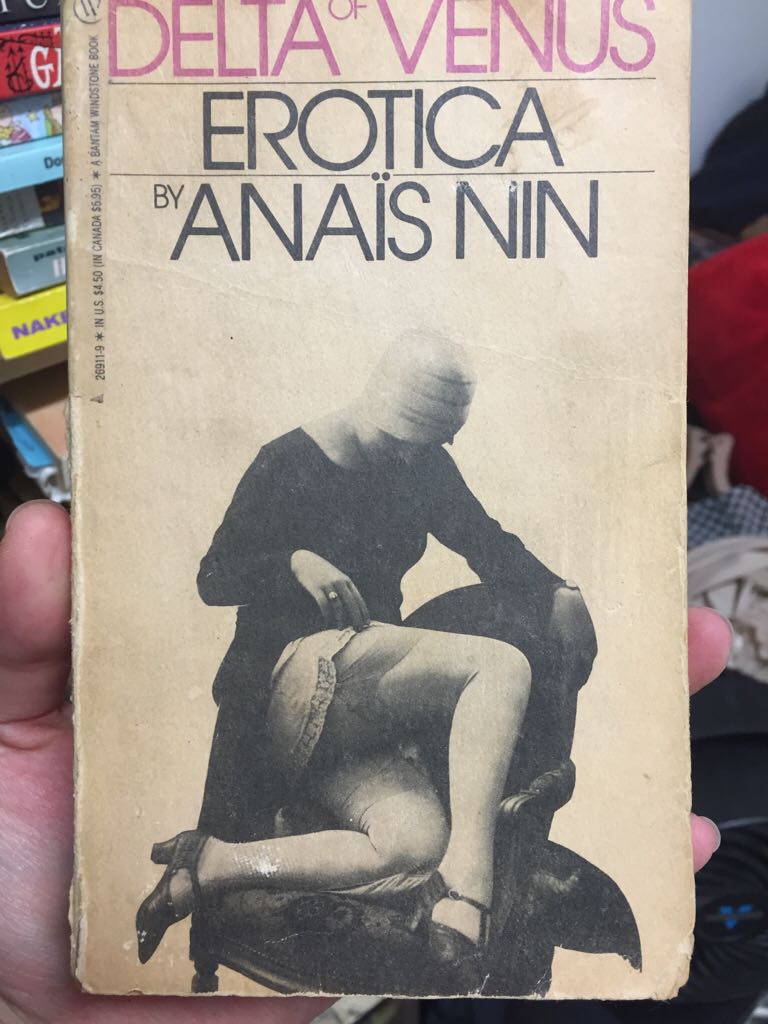 DELTA OF VENUS
EROTICA
BY ANAÏS NIN
26911-9 * IN U.S. $4.50 (IN CANADA $5.95) * A BANTAM WINDSTONE BOOK
NAKE